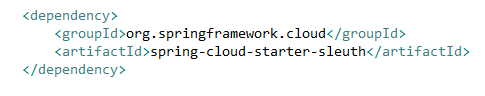 <dependency>
    <groupId>org.springframework.cloud</groupId>
    <artifactId>spring-cloud-starter-sleuth</artifactId>
</dependency>